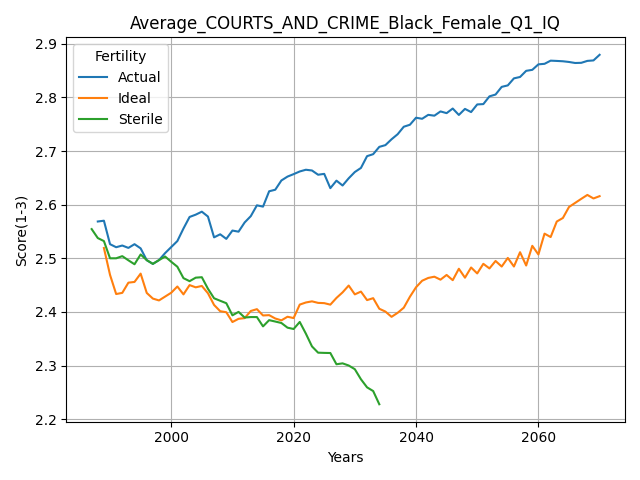 Average_COURTS_AND_CRIME_Black_Female_Q1_IQ
Fertility
Actual
Ideal
Sterile
Score(1-3)
2.9
2.8
2.7
2.6
2.5
2.4
2.3
2.2
2000 2020 2040 2060
Years